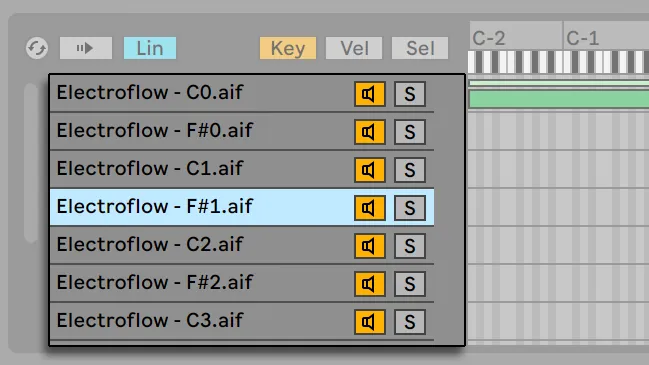 Lin Key Vel Sel C-2 C-1
Electroflow - C0.aif S
Electroflow - F#0.aif S
Electroflow - C1.aif S
Electroflow - F#1.aif S
Electroflow - C2.aif S
Electroflow - F#2.aif S
Electroflow - C3.aif S